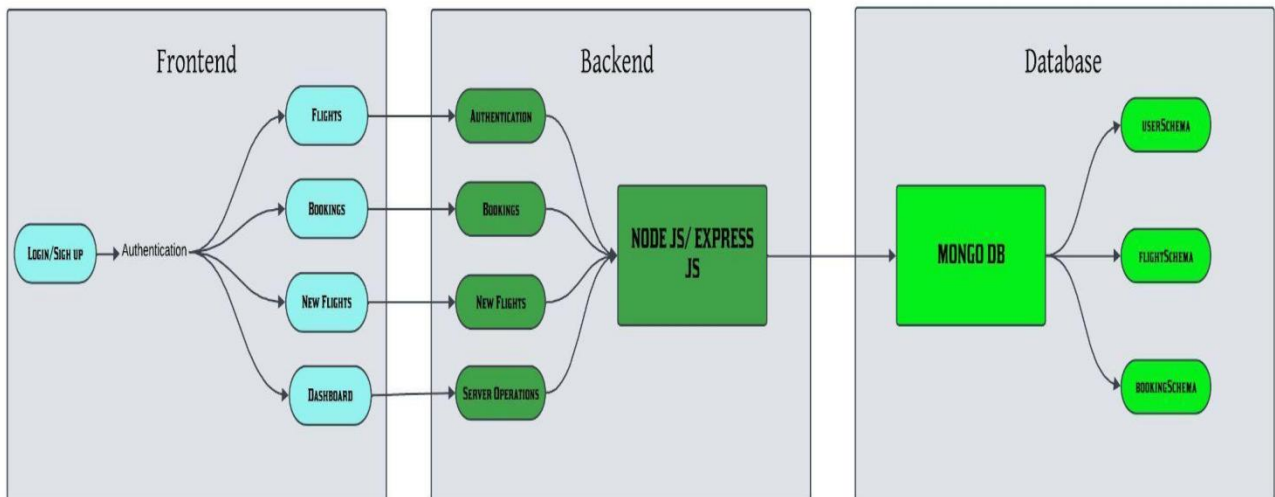 Frontend
Backend
Database
Flights
Bookings
Login/Sigh up
Authentication
New Flights
Dashboard
Authentication
Bookings
New Flights
Server Operations
NODE JS/ EXPRESS
JS
MONGO DB
userSchema
flightSchema
bookingSchema